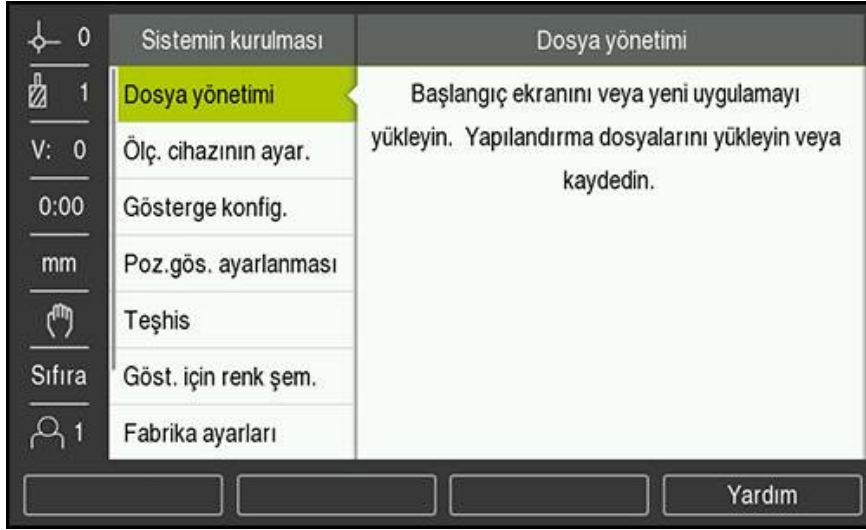 0
Sistemin kurulması
Dosya yönetimi
1
Dosya yönetimi
Başlangıç ekranını veya yeni uygulamayı
yükleyin. Yapılandırma dosyalarını yükleyin veya
kaydedin.
V: 0
Ölç. cihazının ayar.
0:00
Gösterge konfig.
mm
Poz.gös. ayarlanması
Teşhis
Sıfıra
Göst. için renk şem.
1
Fabrika ayarları
Yardım